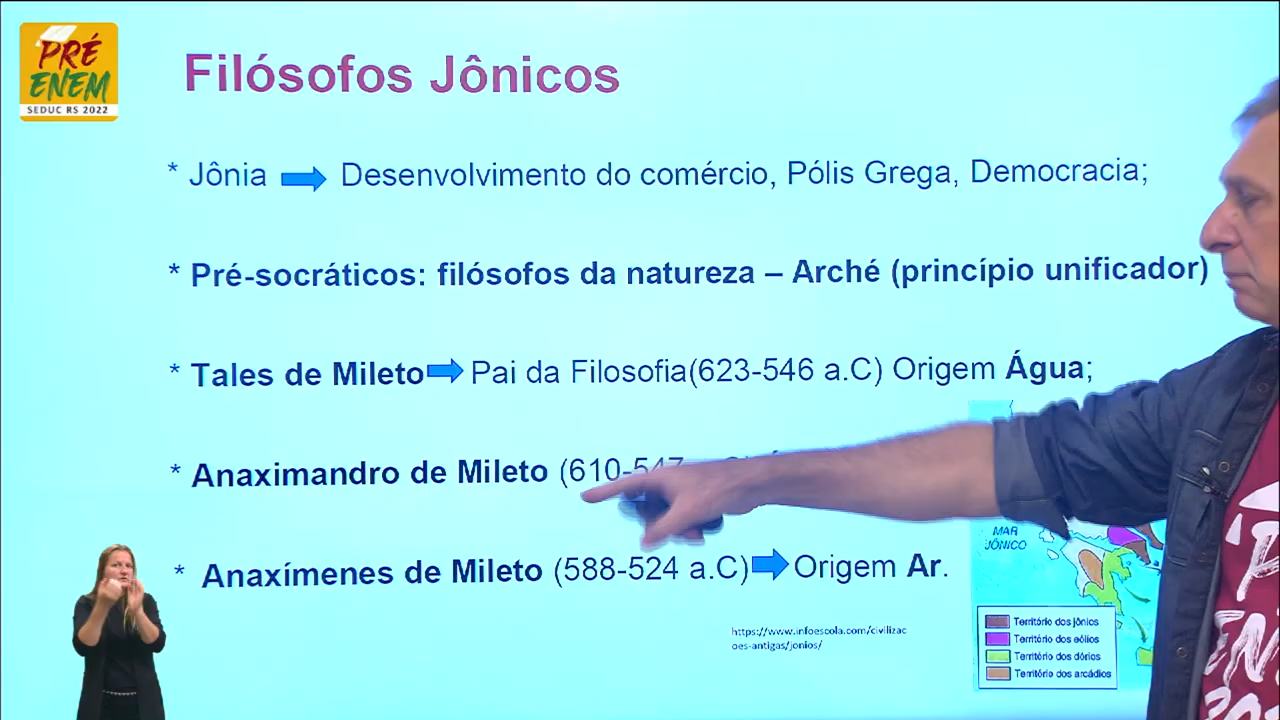 PRÉ
ENEM
SEDUC RS 2022
Filósofos Jônicos
* Jônia Desenvolvimento do comércio, Pólis Grega, Democracia;
* Pré-socráticos: filósofos da natureza – Arché (princípio unificador)
* Tales de Mileto Pai da Filosofia(623-546 a.C) Origem Água;
* Anaximandro de Mileto (610-547
* Anaxímenes de Mileto (588-524 a.C) Origem Ar.
MAR
JÔNICO
https://www.infoescola.com/civilizac
oes-antigas/jonios/
Território dos jônios
Território dos eólios
Território dos dórios
Território dos arcádios